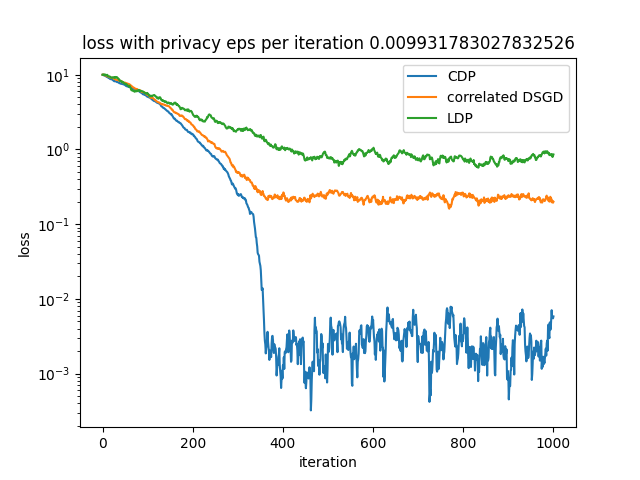 loss with privacy eps per iteration 0.009931783027832526
CDP
correlated DSGD
LDP
10^1
10^0
10^-1
10^-2
10^-3
loss
0 200 400 600 800 1000
iteration